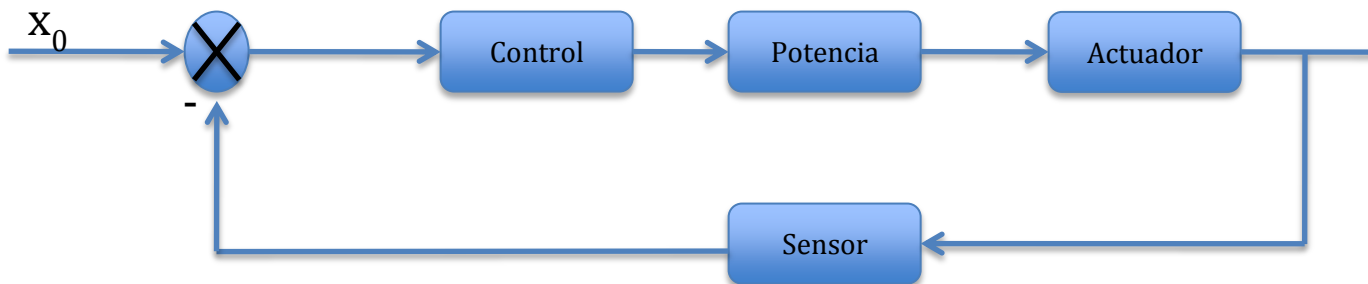 x₀
Control
Potencia
Actuador
-
Sensor